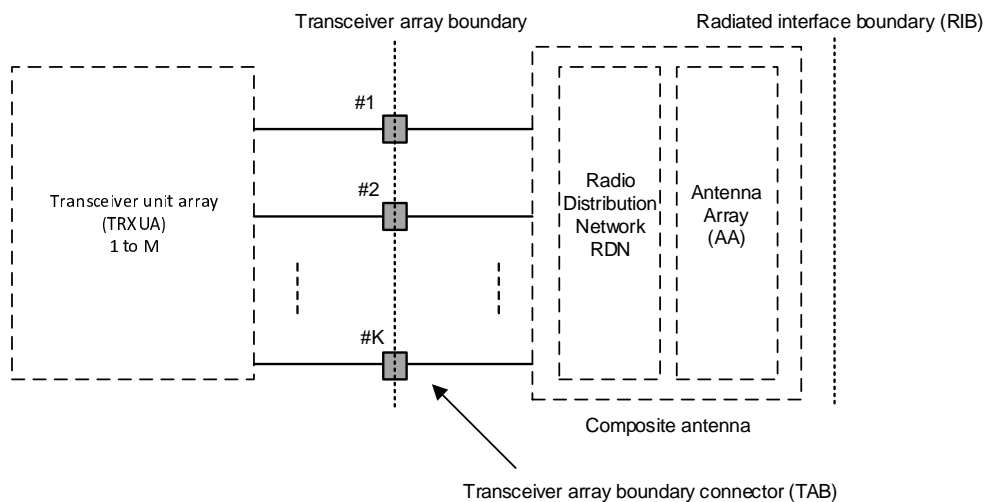 Transceiver array boundary
Radiated interface boundary (RIB)
#1
#2
#K
Transceiver unit array
(TRXUA)
1 to M
Radio
Distribution
Network
RDN
Antenna
Array
(AA)
Composite antenna
Transceiver array boundary connector (TAB)